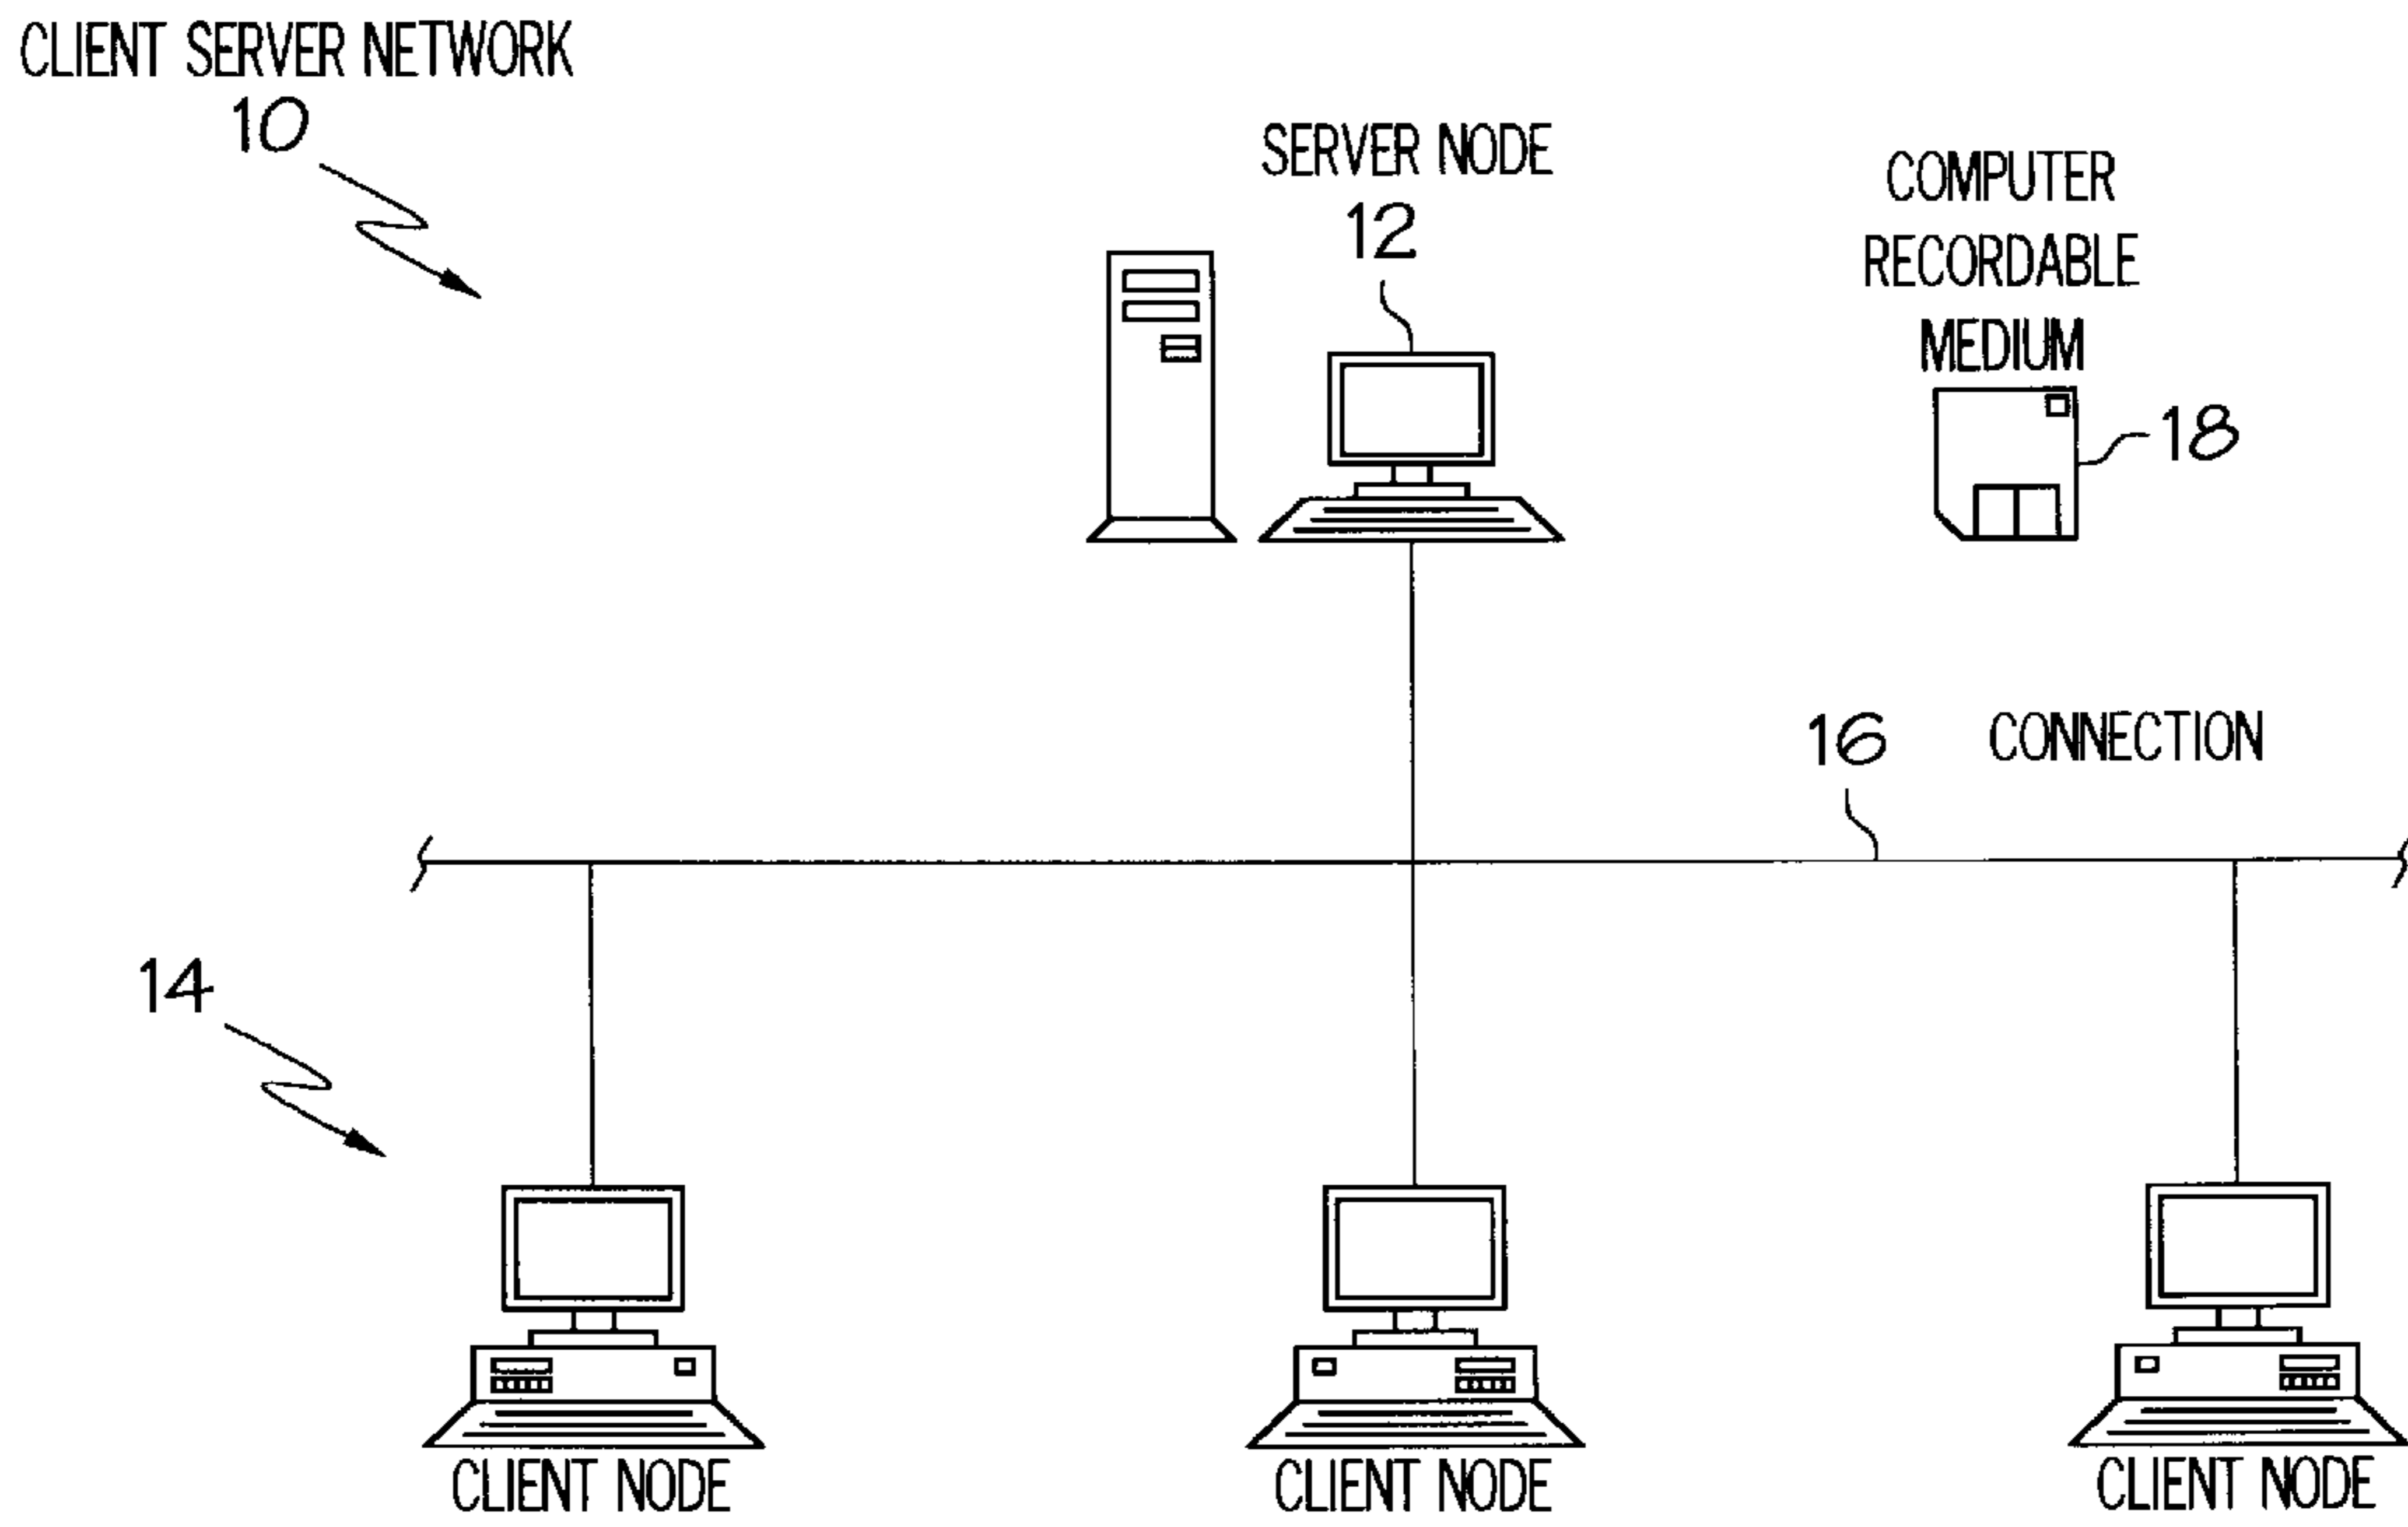 CLIENT SERVER NETWORK
10
SERVER NODE
12
COMPUTER
RECORDABLE
MEDIUM
18
16 CONNECTION
14
CLIENT NODE
CLIENT NODE
CLIENT NODE